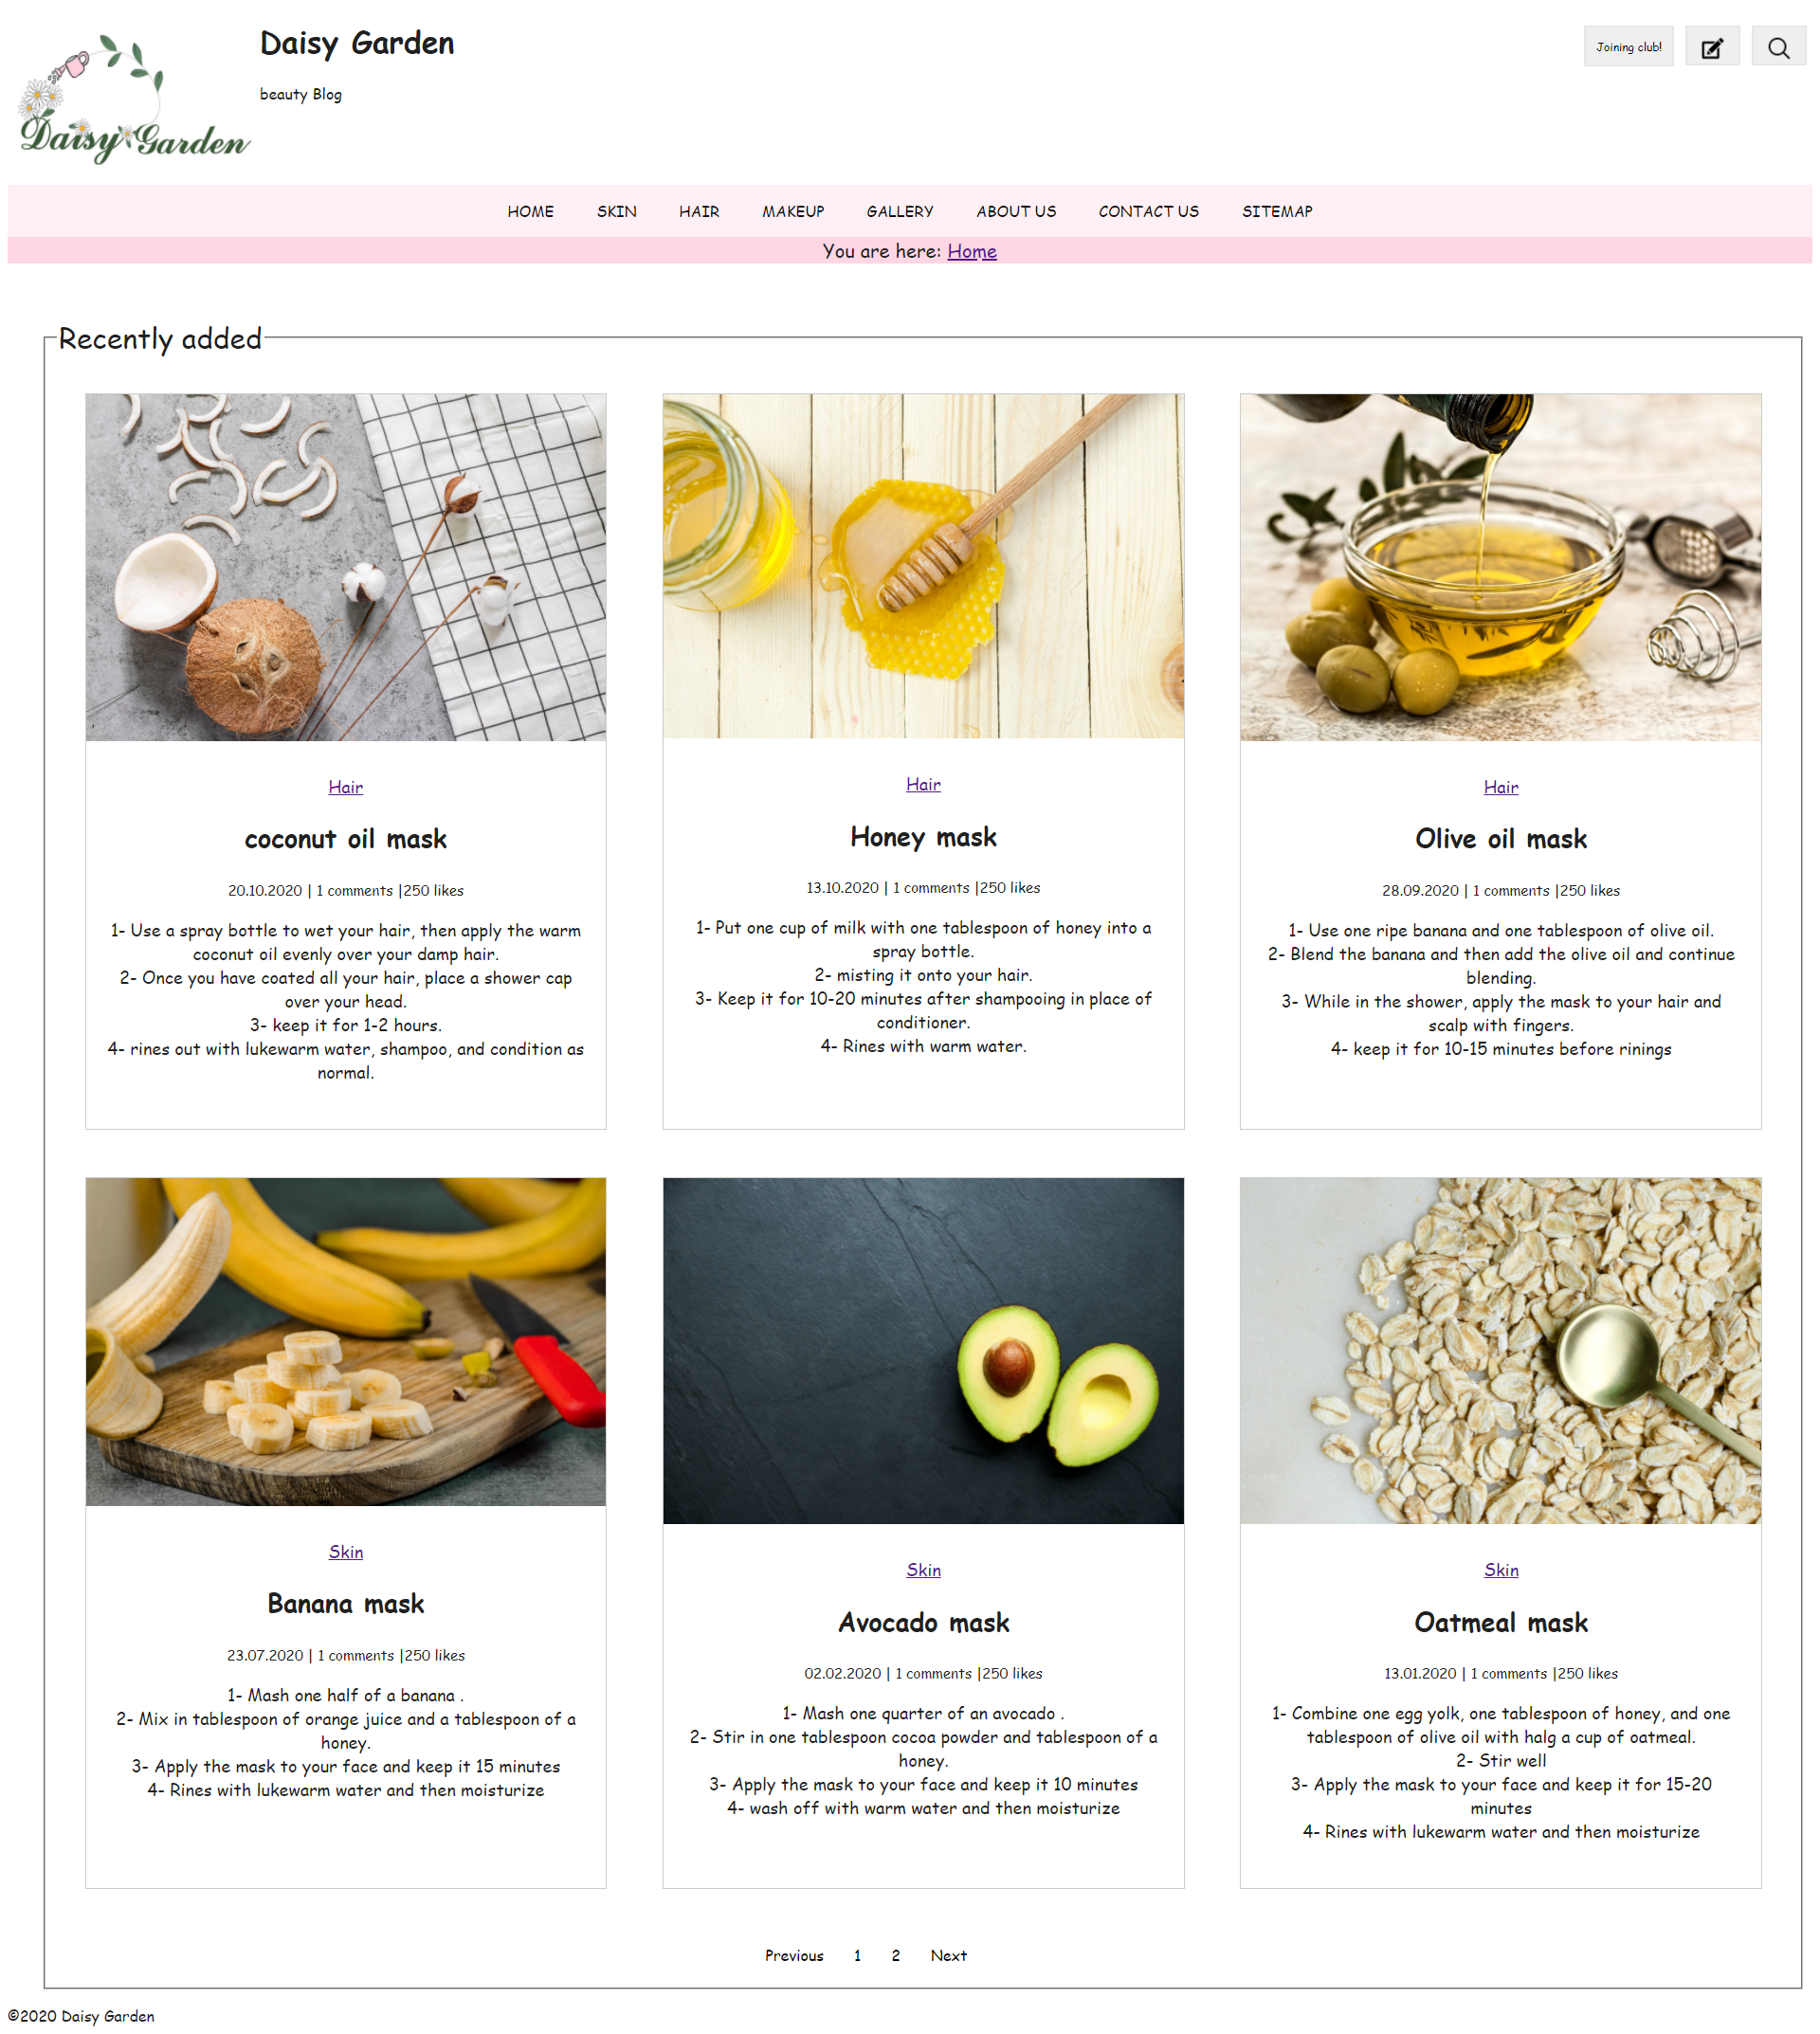 Daisy Garden
Daisy Garden
beauty Blog
Joining club!
HOME SKIN HAIR MAKEUP GALLERY ABOUT US CONTACT US SITEMAP
You are here: Home
Recently added
Hair
coconut oil mask
20.10.2020 | 1 comments |250 likes
1- Use a spray bottle to wet your hair, then apply the warm
coconut oil evenly over your damp hair.
2- Once you have coated all your hair, place a shower cap
over your head.
3- keep it for 1-2 hours.
4- rines out with lukewarm water, shampoo, and condition as
normal.
Hair
Honey mask
13.10.2020 | 1 comments |250 likes
1- Put one cup of milk with one tablespoon of honey into a
spray bottle.
2- misting it onto your hair.
3- Keep it for 10-20 minutes after shampooing in place of
conditioner.
4- Rines with warm water.
Hair
Olive oil mask
28.09.2020 | 1 comments |250 likes
1- Use one ripe banana and one tablespoon of olive oil.
2- Blend the banana and then add the olive oil and continue
blending.
3- While in the shower, apply the mask to your hair and
scalp with fingers.
4- keep it for 10-15 minutes before rinings
Skin
Banana mask
23.07.2020 | 1 comments |250 likes
1- Mash one half of a banana .
2- Mix in tablespoon of orange juice and a tablespoon of a
honey.
3- Apply the mask to your face and keep it 15 minutes
4- Rines with lukewarm water and then moisturize
Skin
Avocado mask
02.02.2020 | 1 comments |250 likes
1- Mash one quarter of an avocado .
2- Stir in one tablespoon cocoa powder and tablespoon of a
honey.
3- Apply the mask to your face and keep it 10 minutes
4- wash off with warm water and then moisturize
Skin
Oatmeal mask
13.01.2020 | 1 comments |250 likes
1- Combine one egg yolk, one tablespoon of honey, and one
tablespoon of olive oil with halg a cup of oatmeal.
2- Stir well
3- Apply the mask to your face and keep it for 15-20
minutes
4- Rines with lukewarm water and then moisturize
Previous 1 2 Next
©2020 Daisy Garden